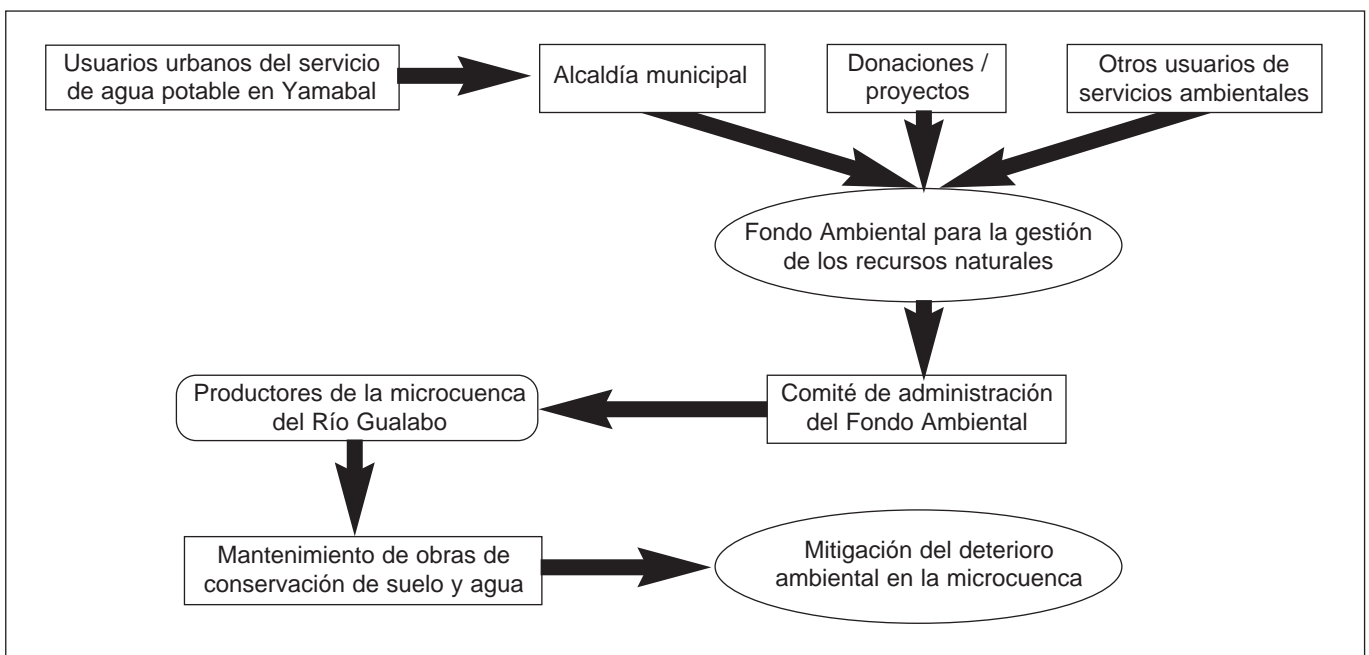 Usuarios urbanos del servicio
de agua potable en Yamabal
Alcaldía municipal
Donaciones /
proyectos
Otros usuarios de
servicios ambientales
Fondo Ambiental para la gestión
de los recursos naturales
Productores de la microcuenca
del Río Gualabo
Comité de administración
del Fondo Ambiental
Mantenimiento de obras de
conservación de suelo y agua
Mitigación del deterioro
ambiental en la microcuenca